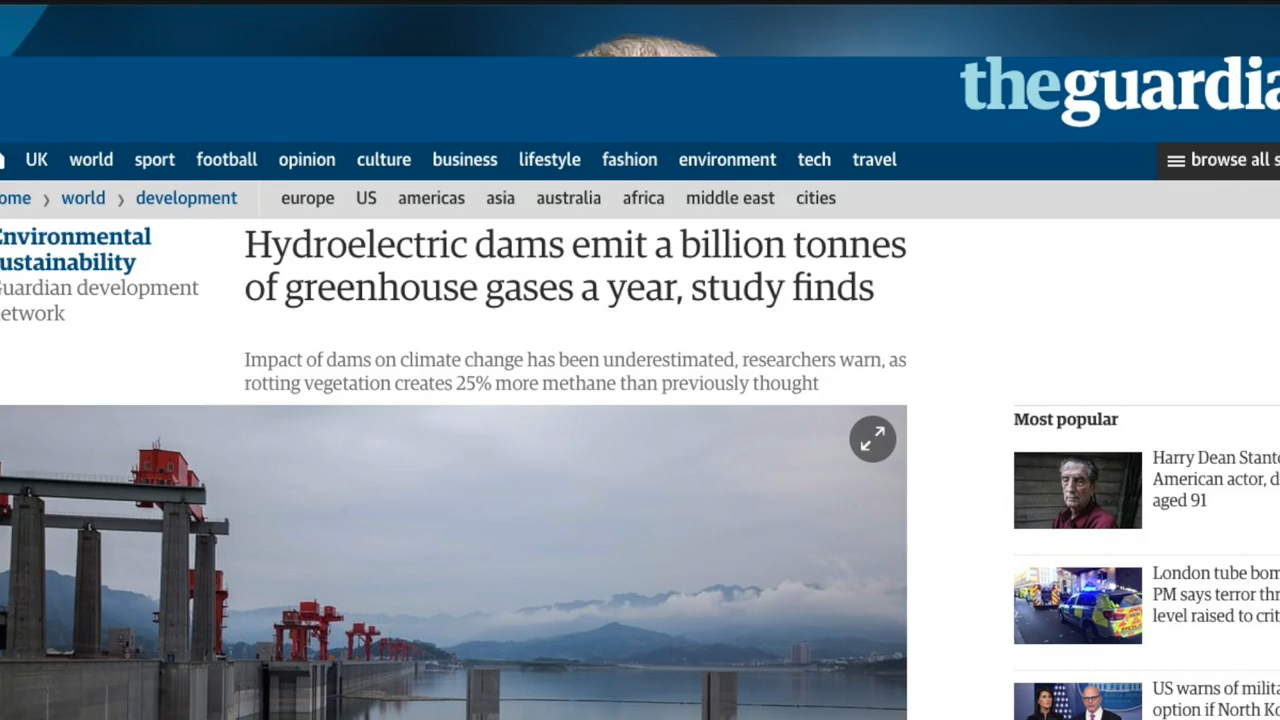 theguardia
UK world sport football opinion culture business lifestyle fashion environment tech travel
browse all s
ome › world › development europe US americas asia australia africa middle east cities
Environmental
ustainability
Guardian development
etwork
Hydroelectric dams emit a billion tonnes
of greenhouse gases a year, study finds
Impact of dams on climate change has been underestimated, researchers warn, as
rotting vegetation creates 25% more methane than previously thought
Most popular
Harry Dean Stanto
American actor, d
aged 91
London tube bom
PM says terror thr
level raised to crit
US warns of milita
option if North Ko